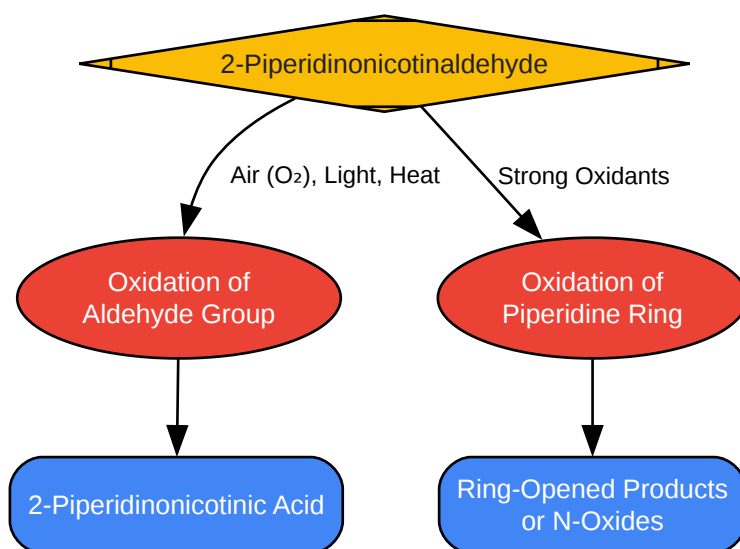 2-Piperidinonicotinaldehyde
Air (O₂), Light, Heat
Strong Oxidants
Oxidation of
Aldehyde Group
Oxidation of
Piperidine Ring
2-Piperidinonicotinic Acid
Ring-Opened Products
or N-Oxides